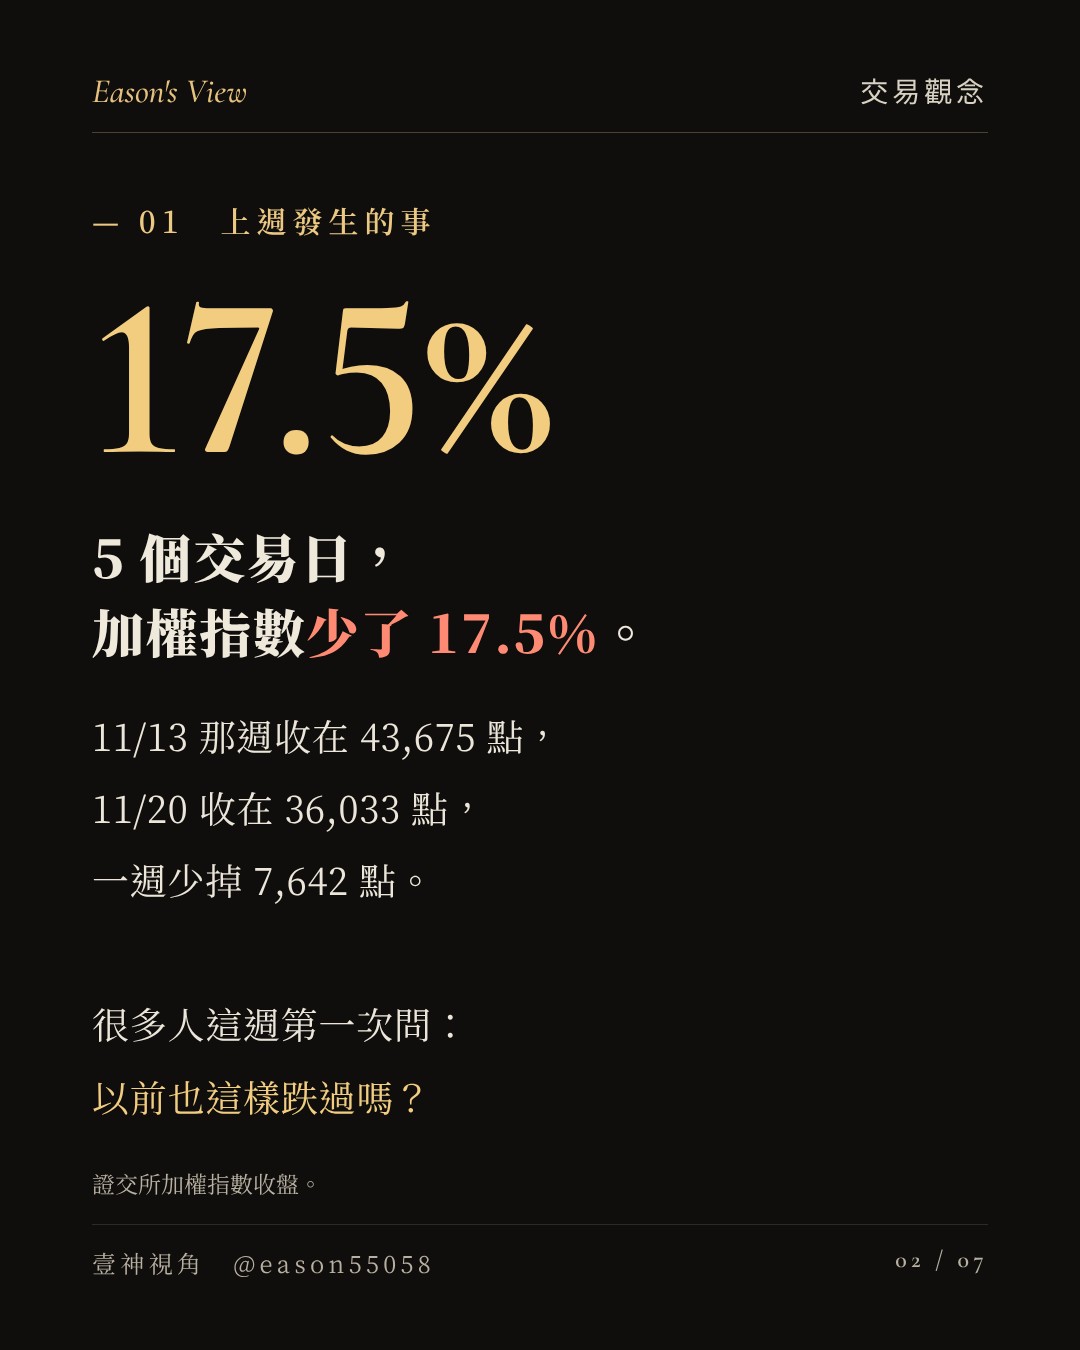 Eason's View
交易觀念
— 01 上週發生的事
17.5%
5 個交易日，
加權指數少了 17.5%。
11/13 那週收在 43,675 點，
11/20 收在 36,033 點，
一週少掉 7,642 點。
很多人這週第一次問：
以前也這樣跌過嗎？
證交所加權指數收盤。
壹神視角 @eason55058
02 / 07